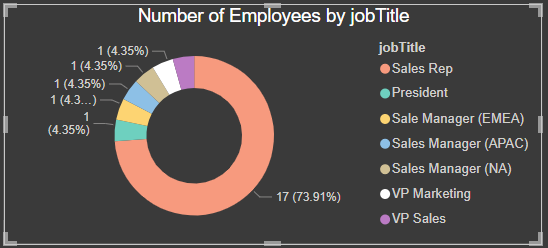 Number of Employees by jobTitle
1 (4.35%)
1 (4.35%)
1 (4.35%)
1 (4.3...)
1
(4.35%)
17 (73.91%)
jobTitle
Sales Rep
President
Sale Manager (EMEA)
Sales Manager (APAC)
Sales Manager (NA)
VP Marketing
VP Sales